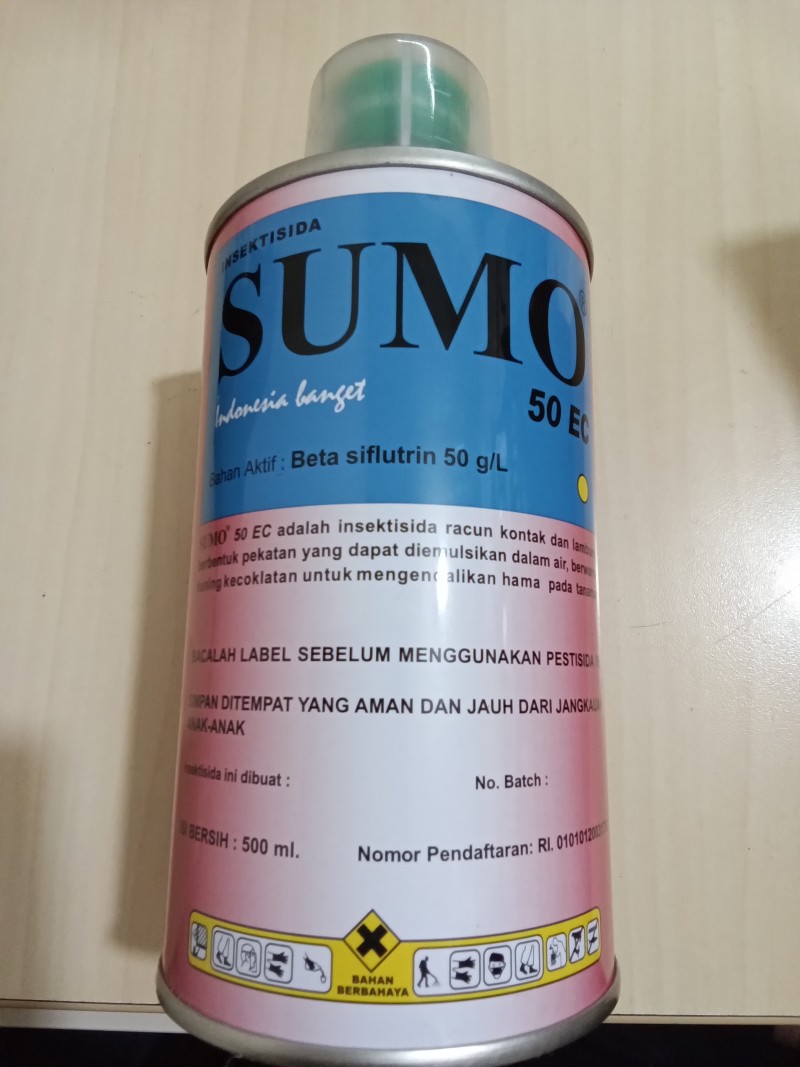 INSEKTISIDA
SUMO®
Indonesia banget
50 EC
Bahan Aktif : Beta siflutrin 50 g/L
SUMO® 50 EC adalah insektisida racun kontak dan
berbentuk pekatan yang dapat diemulsikan dalam air,
kecoklatan untuk mengendalikan hama pada
BACALAH LABEL SEBELUM MENGGUNAKAN PESTISIDA
DITEMPAT YANG AMAN DAN JAUH DARI
ANAK-ANAK
ini dibuat :
No. Batch :
BERSIH : 500 ml.
Nomor Pendaftaran: RI.
BAHAN
BERBAHAYA